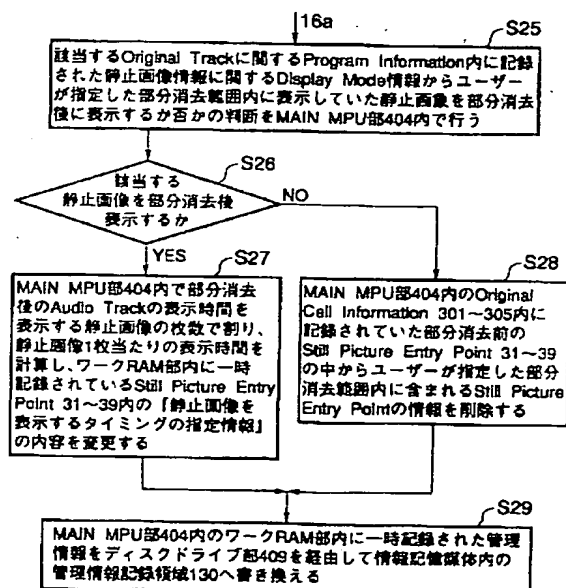 16a
S25
該当するOriginal Trackに関するProgram Information内に記録
された静止画像情報に関するDisplay Mode情報からユーザー
が指定した部分消去範囲内に表示していた静止画象を部分消去
後に表示するか否かの判断をMAIN MPU部404内で行う
S26
該当する
静止画像を部分消去後
表示するか
NO
YES
S27
MAIN MPU部404内で部分消去
後のAudio Trackの表示時間を
表示する静止画像の枚数で割り、
静止画像1枚当たりの表示時間を
計算し、ワークRAM部内に一時
記録されているStill Picture Entry
Point 31〜39内の『静止画像を
表示するタイミングの指定情報』
の内容を変更する
S28
MAIN MPU部404内のOriginal
Cell Information 301〜305内に
記録されていた部分消去前の
Still Picture Entry Point 31〜39
の中からユーザーが指定した部分
消去範囲内に含まれるStill Picture
Entry Pointの情報を削除する
S29
MAIN MPU部404内のワークRAM部内に一時記録された管理
情報をディスクドライブ部409を経由して情報記憶媒体内の
管理情報記録領域130へ書き換える